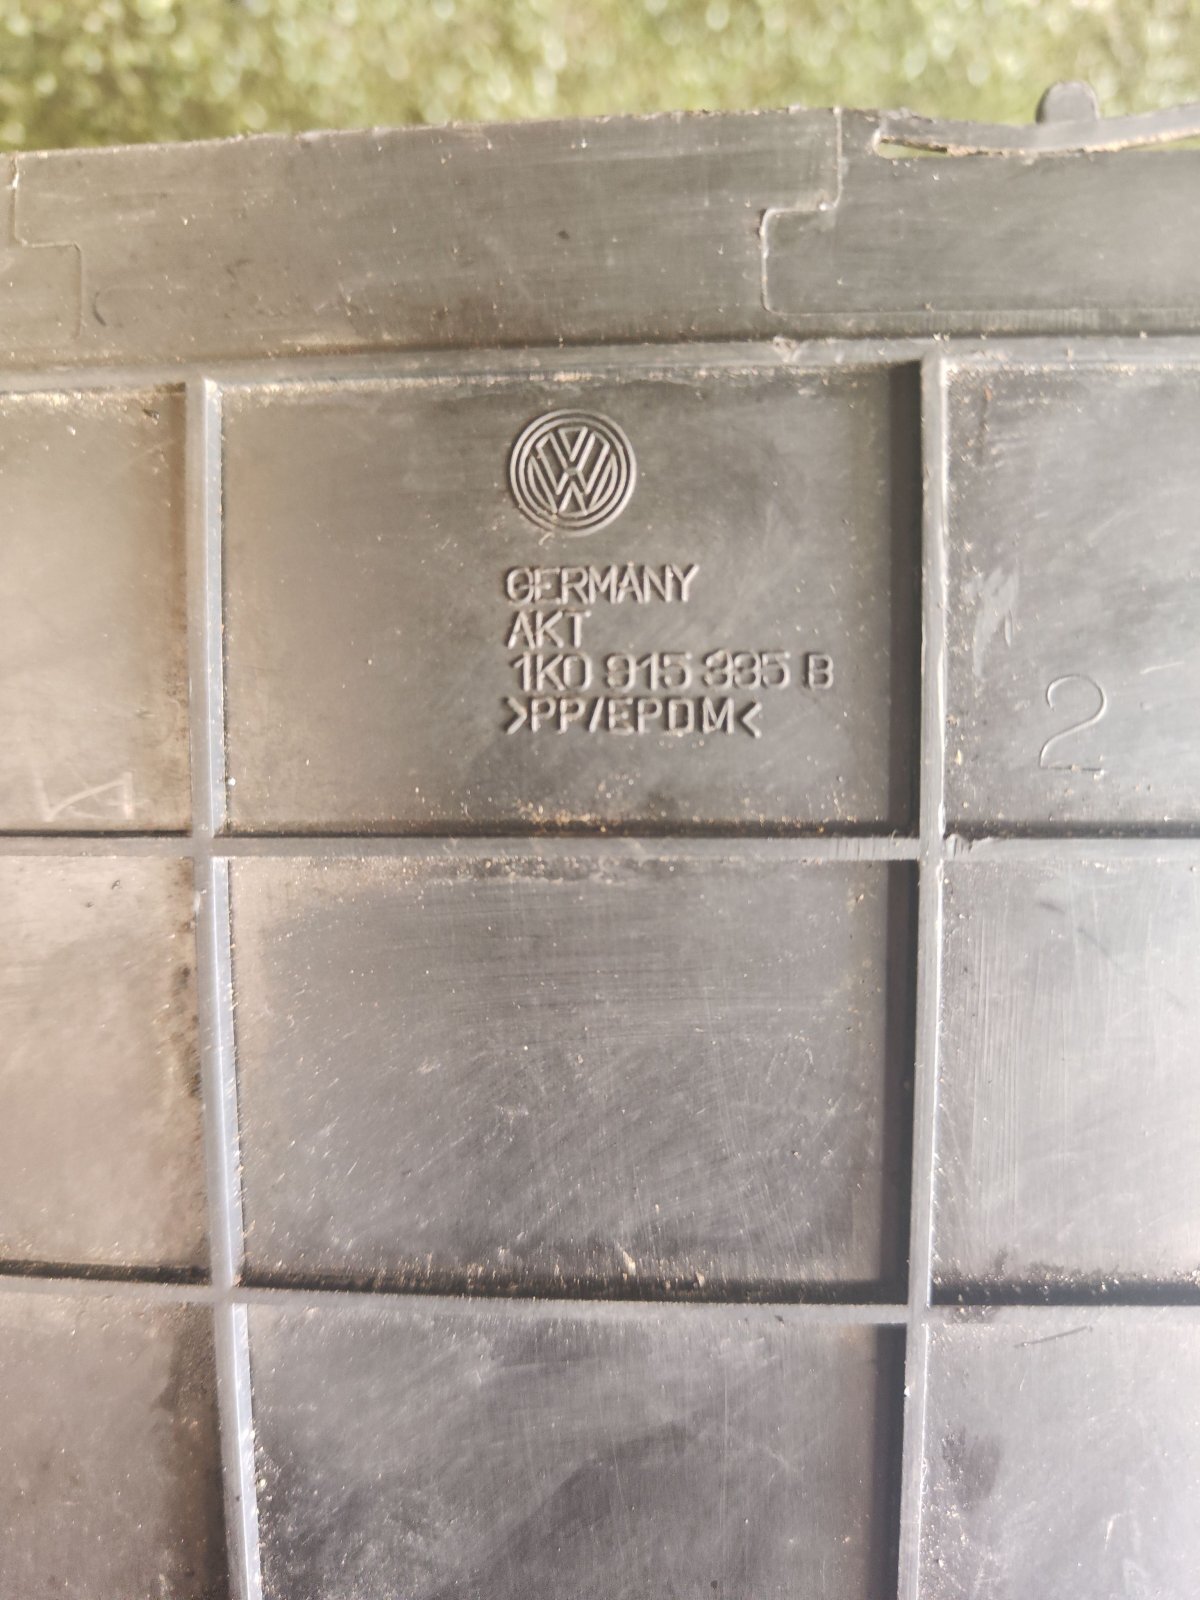 GERMANY
AKT
1K0 915 335 B
>PP/EPDM<
2